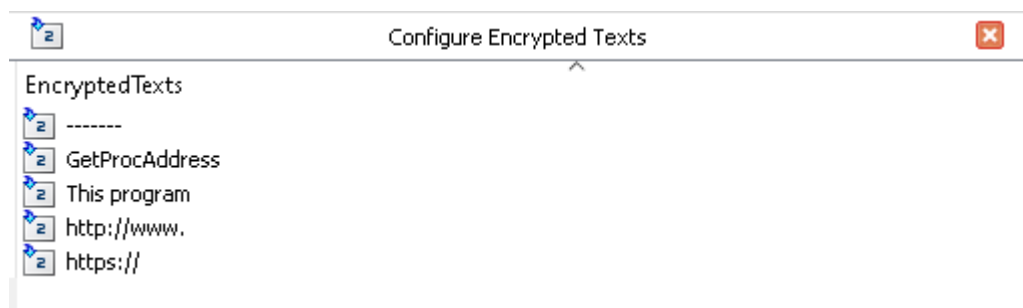 Configure Encrypted Texts
EncryptedTexts
-------
GetProcAddress
This program
http://www.
https://